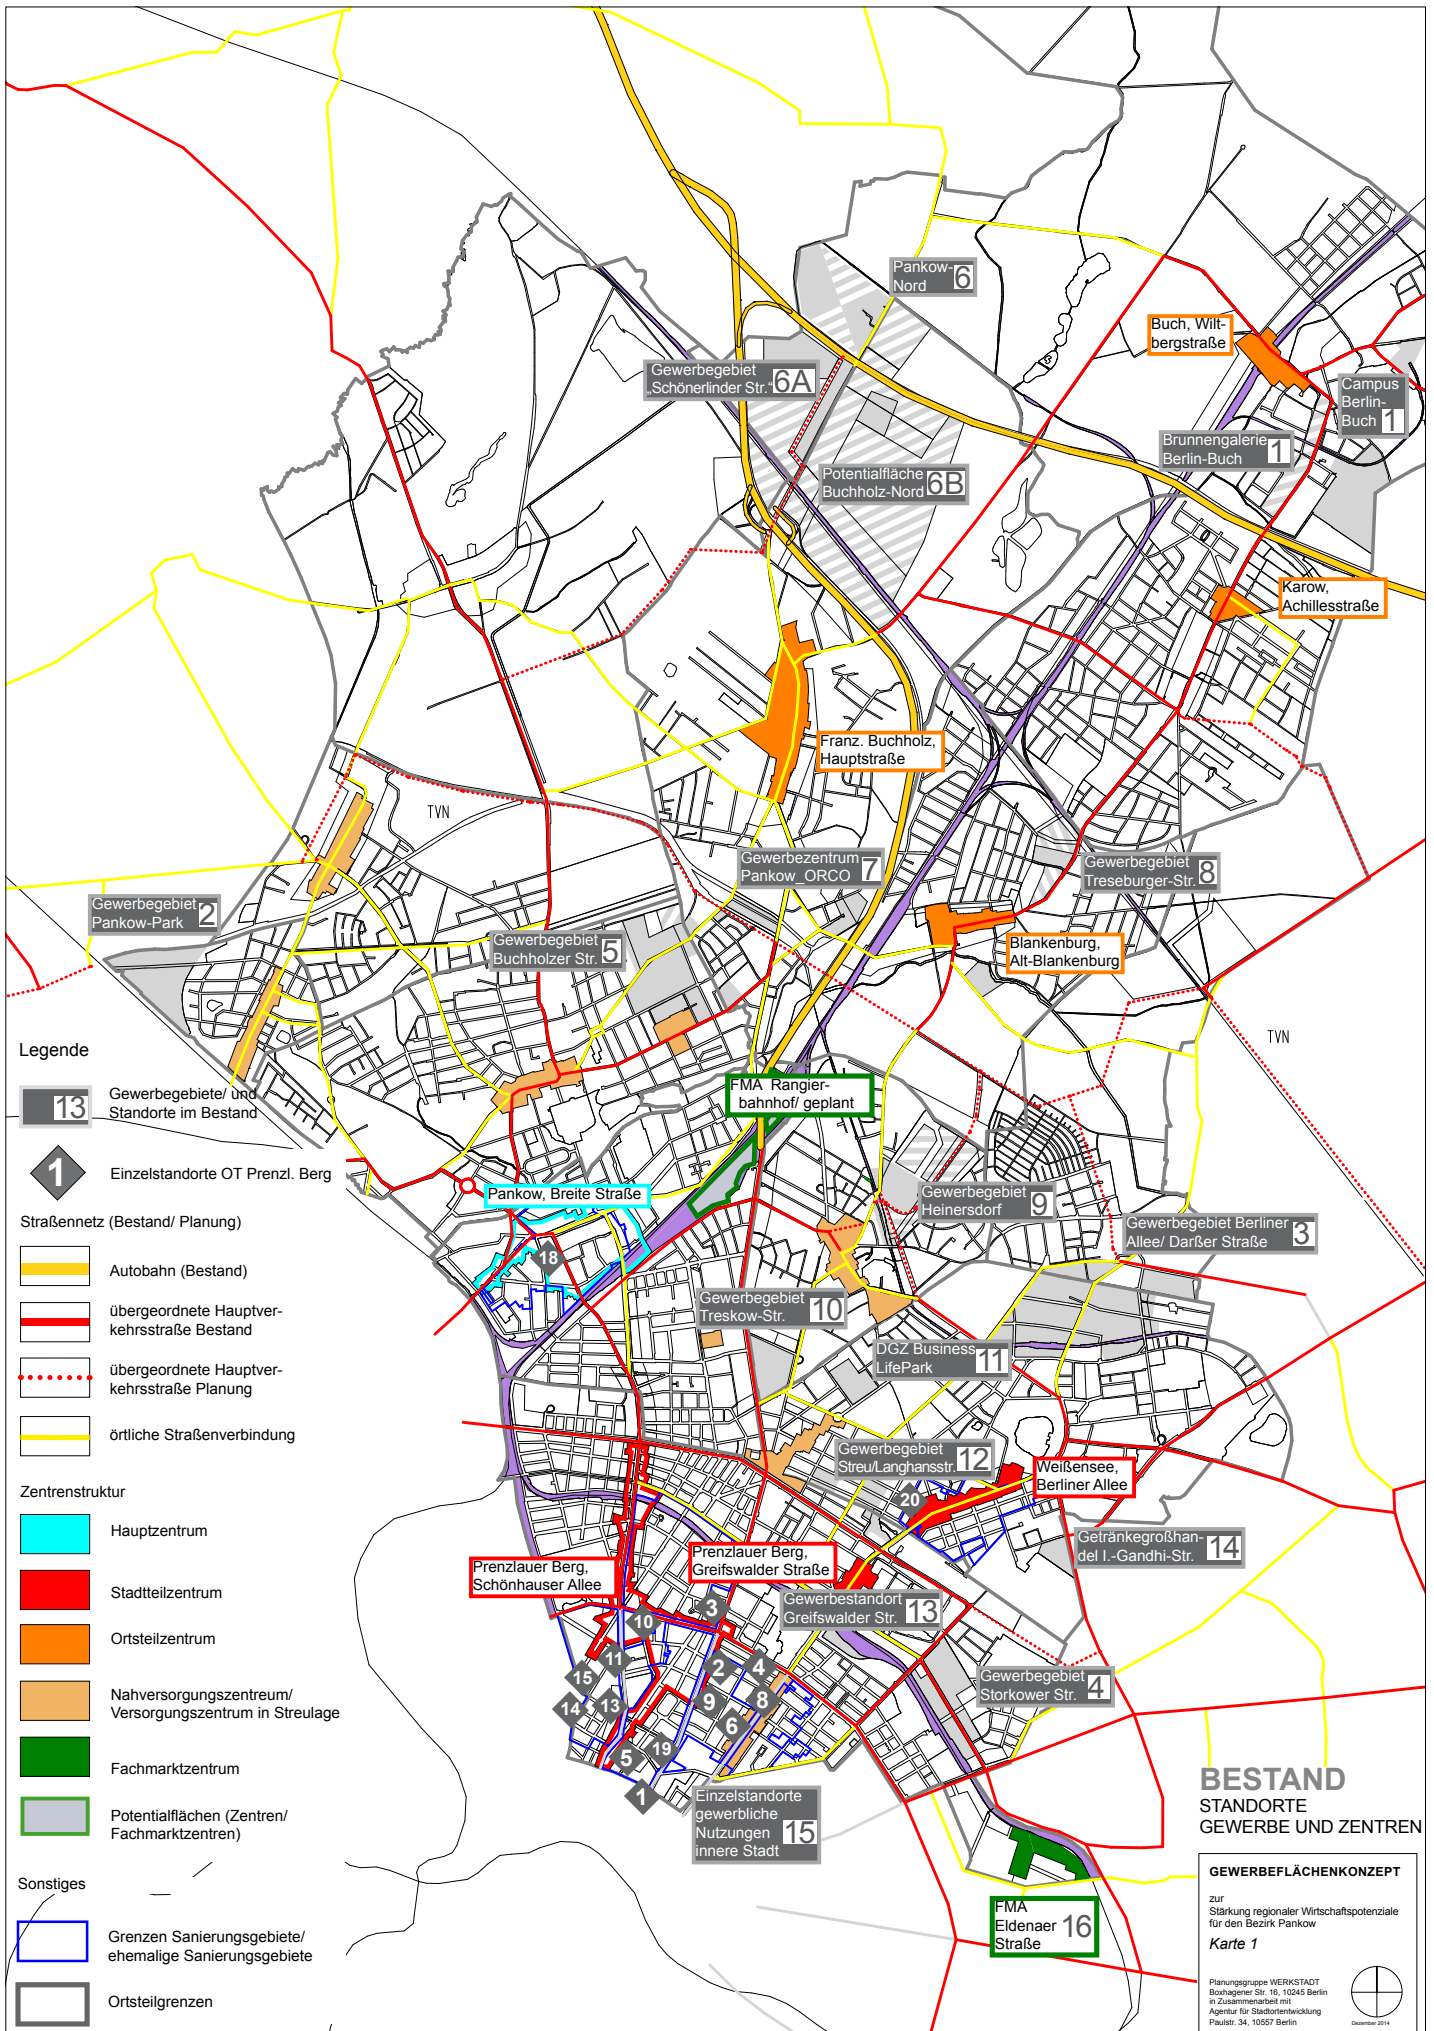 Pankow-
Nord 6
Buch, Wilt-
bergstraße
Gewerbegebiet
„Schönerlinder Str.“ 6A
Campus
Berlin-
Buch 1
Brunnengalerie
Berlin-Buch 1
Potentialfläche
Buchholz-Nord 6B
Karow,
Achillesstraße
Franz. Buchholz,
Hauptstraße
TVN
Gewerbezentrum
Pankow_ORCO 7
Gewerbegebiet
Treseburger-Str. 8
Gewerbegebiet
Pankow-Park 2
Gewerbegebiet
Buchholzer Str. 5
Blankenburg,
Alt-Blankenburg
TVN
FMA Rangier-
bahnhof/ geplant
Pankow, Breite Straße
18
Gewerbegebiet
Heinersdorf 9
Gewerbegebiet Berliner
Allee/ Darßer Straße 3
Gewerbegebiet
Treskow-Str. 10
DGZ Business
LifePark 11
Gewerbegebiet
Streu/Langhansstr. 12
Weißensee,
Berliner Allee
20
Getränkegroßhan-
del I.-Gandhi-Str. 14
Prenzlauer Berg,
Schönhauser Allee
Prenzlauer Berg,
Greifswalder Straße
Gewerbestandort
Greifswalder Str. 13
3
10
11
2
4
15
14
13
9
8
6
5
19
1
Gewerbegebiet
Storkower Str. 4
Einzelstandorte
gewerbliche
Nutzungen
innere Stadt 15
FMA
Eldenaer
Straße 16
Legende
13
Gewerbegebiete/ und
Standorte im Bestand
1
Einzelstandorte OT Prenzl. Berg
Straßennetz (Bestand/ Planung)
Autobahn (Bestand)
übergeordnete Hauptver-
kehrsstraße Bestand
übergeordnete Hauptver-
kehrsstraße Planung
örtliche Straßenverbindung
Zentrenstruktur
Hauptzentrum
Stadtteilzentrum
Ortsteilzentrum
Nahversorgungszentreum/
Versorgungszentrum in Streulage
Fachmarktzentrum
Potentialflächen (Zentren/
Fachmarktzentren)
Sonstiges
Grenzen Sanierungsgebiete/
ehemalige Sanierungsgebiete
Ortsteilgrenzen
BESTAND
STANDORTE
GEWERBE UND ZENTREN
GEWERBEFLÄCHENKONZEPT
zur
Stärkung regionaler Wirtschaftspotenziale
für den Bezirk Pankow
Karte 1
Planungsgruppe WERKSTADT
Boxhagener Str. 16, 10245 Berlin
in Zusammenarbeit mit
Agentur für Stadtortentwicklung
Paulstr. 34, 10557 Berlin
Dezember 2014